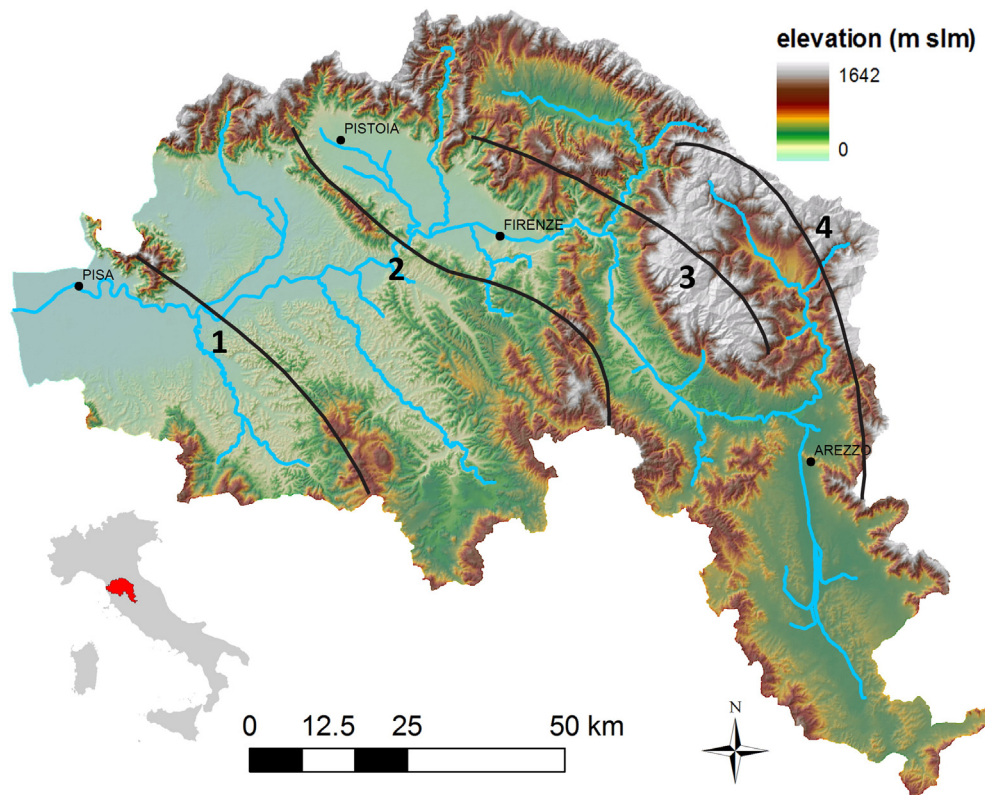 elevation (m slm)
1642
0
PISTOIA
FIRENZE
PISA
AREZZO
1
2
3
4
0 12.5 25 50 km
N